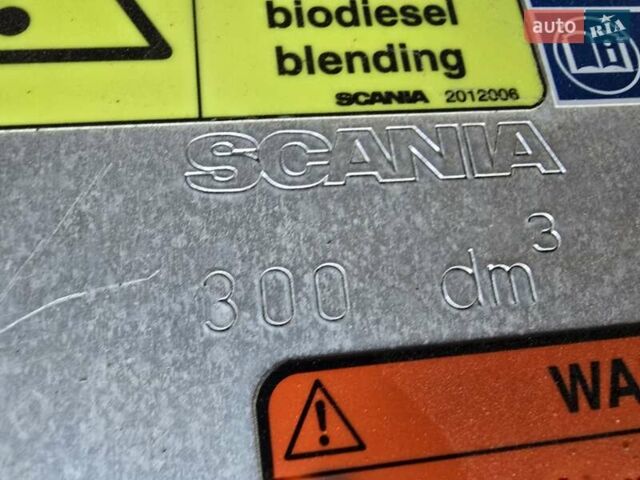 biodiesel
blending
SCANIA 2012006
auto RIA
SCANIA
300 dm³
WA